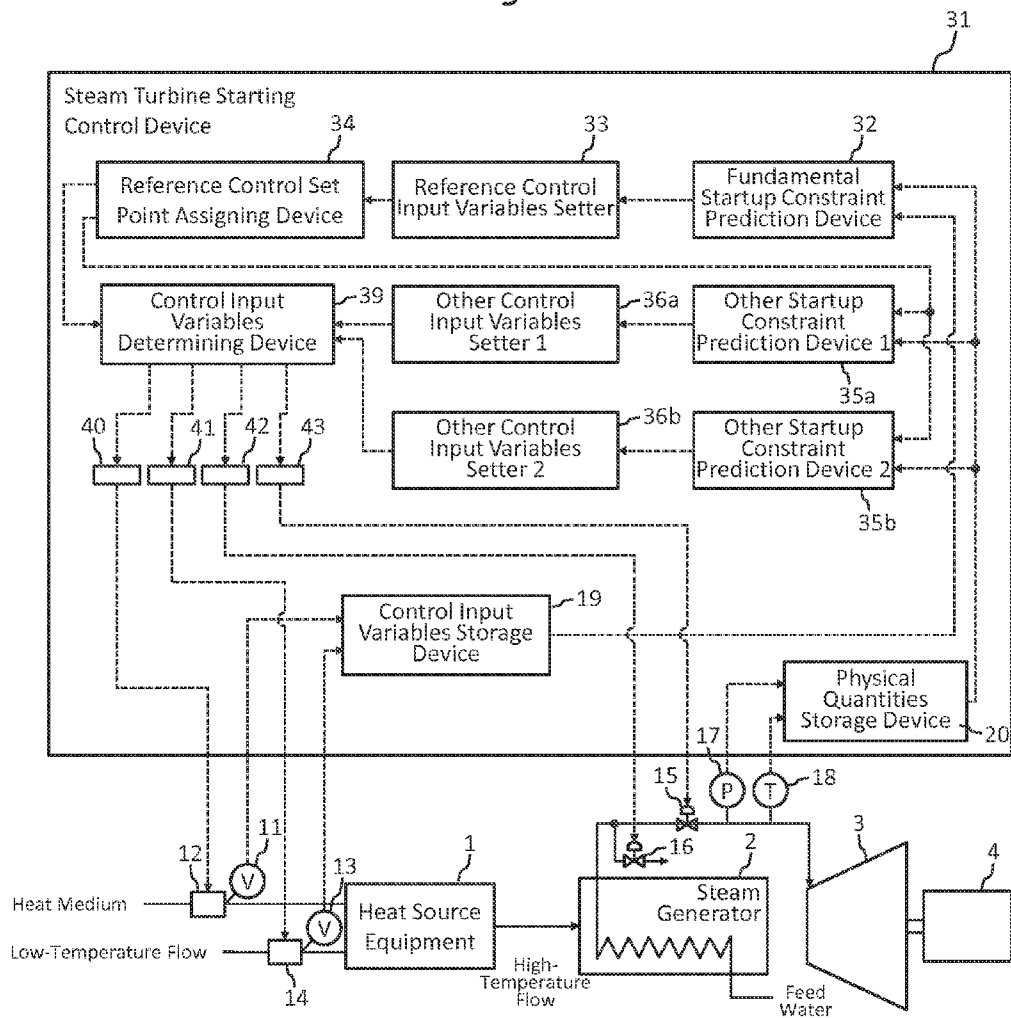 31
Steam Turbine Starting
Control Device
34
33
32
Reference Control Set
Point Assigning Device
Reference Control
Input Variables Setter
Fundamental
Startup Constraint
Prediction Device
39
36a
Control Input
Variables
Determining Device
Other Control
Input Variables
Setter 1
Other Startup
Constraint
Prediction Device 1
35a
36b
40
41
42
43
Other Control
Input Variables
Setter 2
Other Startup
Constraint
Prediction Device 2
35b
19
Control Input
Variables Storage
Device
Physical
Quantities
Storage Device
20
17
P
T
18
15
16
11
V
12
13
V
1
2
3
4
Heat Medium
Low-Temperature Flow
14
Heat Source
Equipment
Steam
Generator
High-
Temperature
Flow
Feed
Water